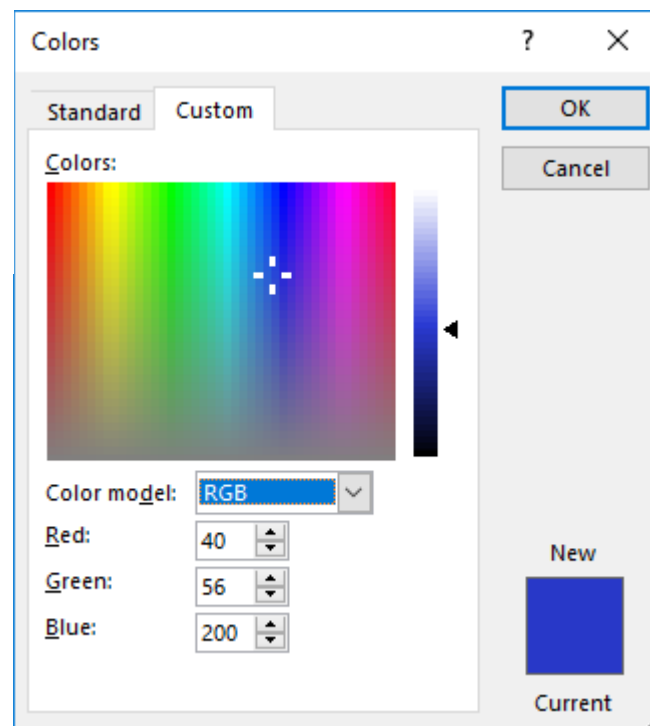 Colors ? ×
Standard Custom OK
Cancel
Colors:
Color model: RGB
Red: 40
Green: 56
Blue: 200
New
Current